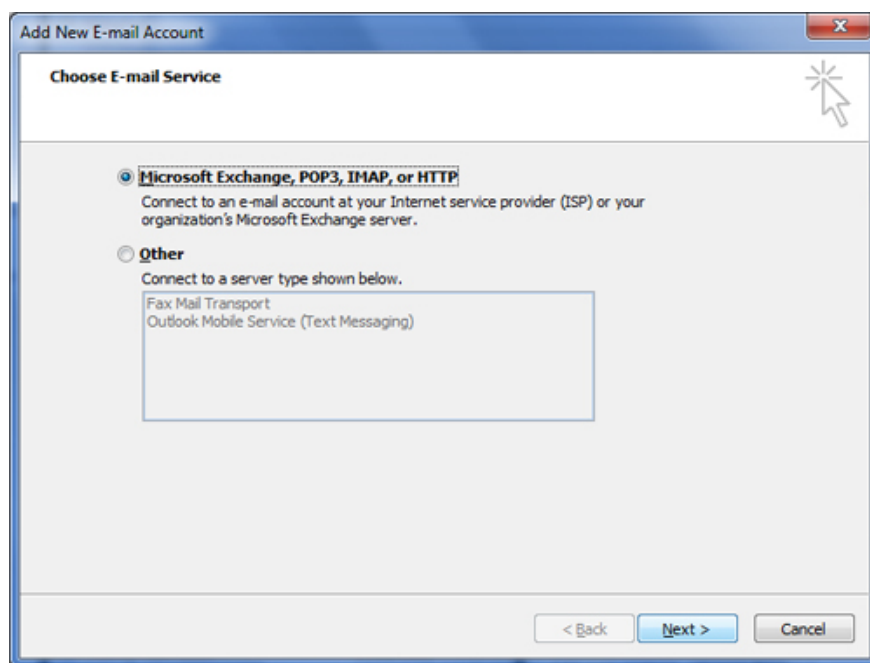 Add New E-mail Account
Choose E-mail Service
Microsoft Exchange, POP3, IMAP, or HTTP
Connect to an e-mail account at your Internet service provider (ISP) or your
organization's Microsoft Exchange server.
Other
Connect to a server type shown below.
Fax Mail Transport
Outlook Mobile Service (Text Messaging)
< Back Next > Cancel